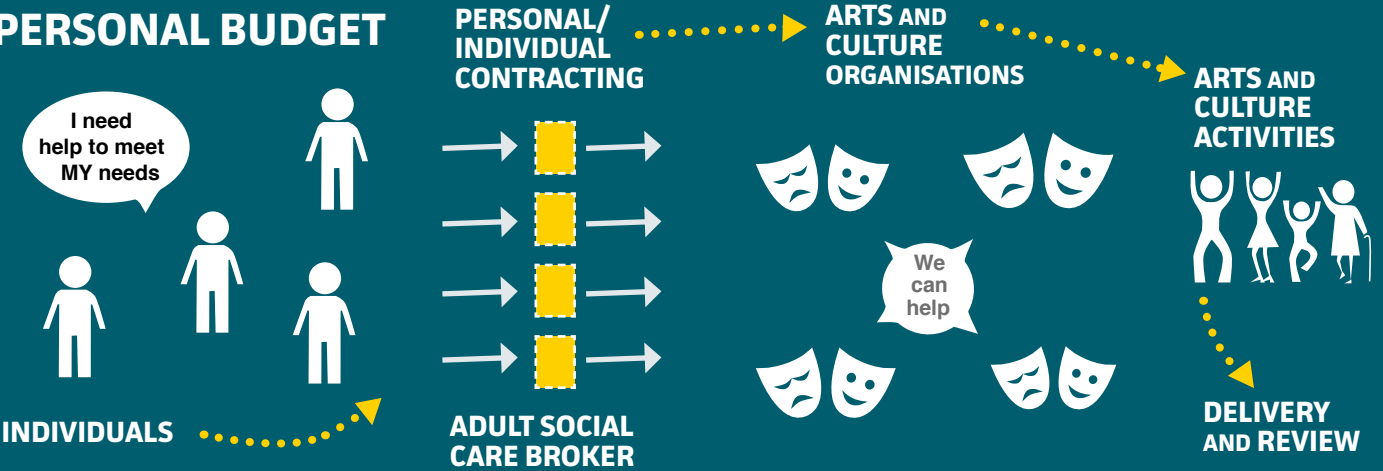 PERSONAL BUDGET
I need
help to meet
MY needs
INDIVIDUALS
PERSONAL/
INDIVIDUAL
CONTRACTING
ADULT SOCIAL
CARE BROKER
ARTS AND
CULTURE
ORGANISATIONS
We
can
help
ARTS AND
CULTURE
ACTIVITIES
DELIVERY
AND REVIEW